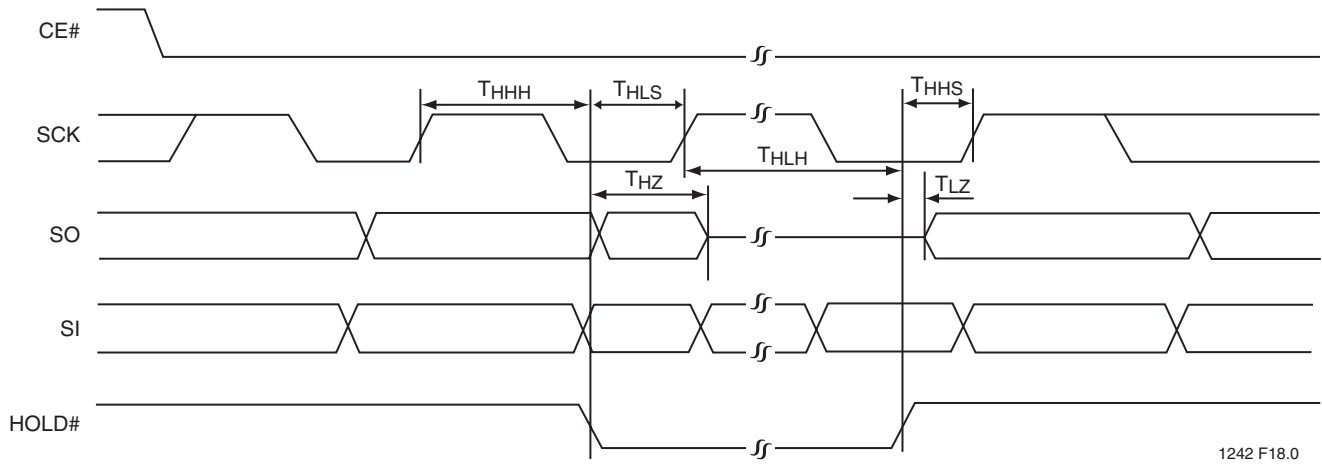 CE#
THHH
THLS
THHS
SCK
THLH
THZ
TLZ
SO
SI
HOLD#
1242 F18.0